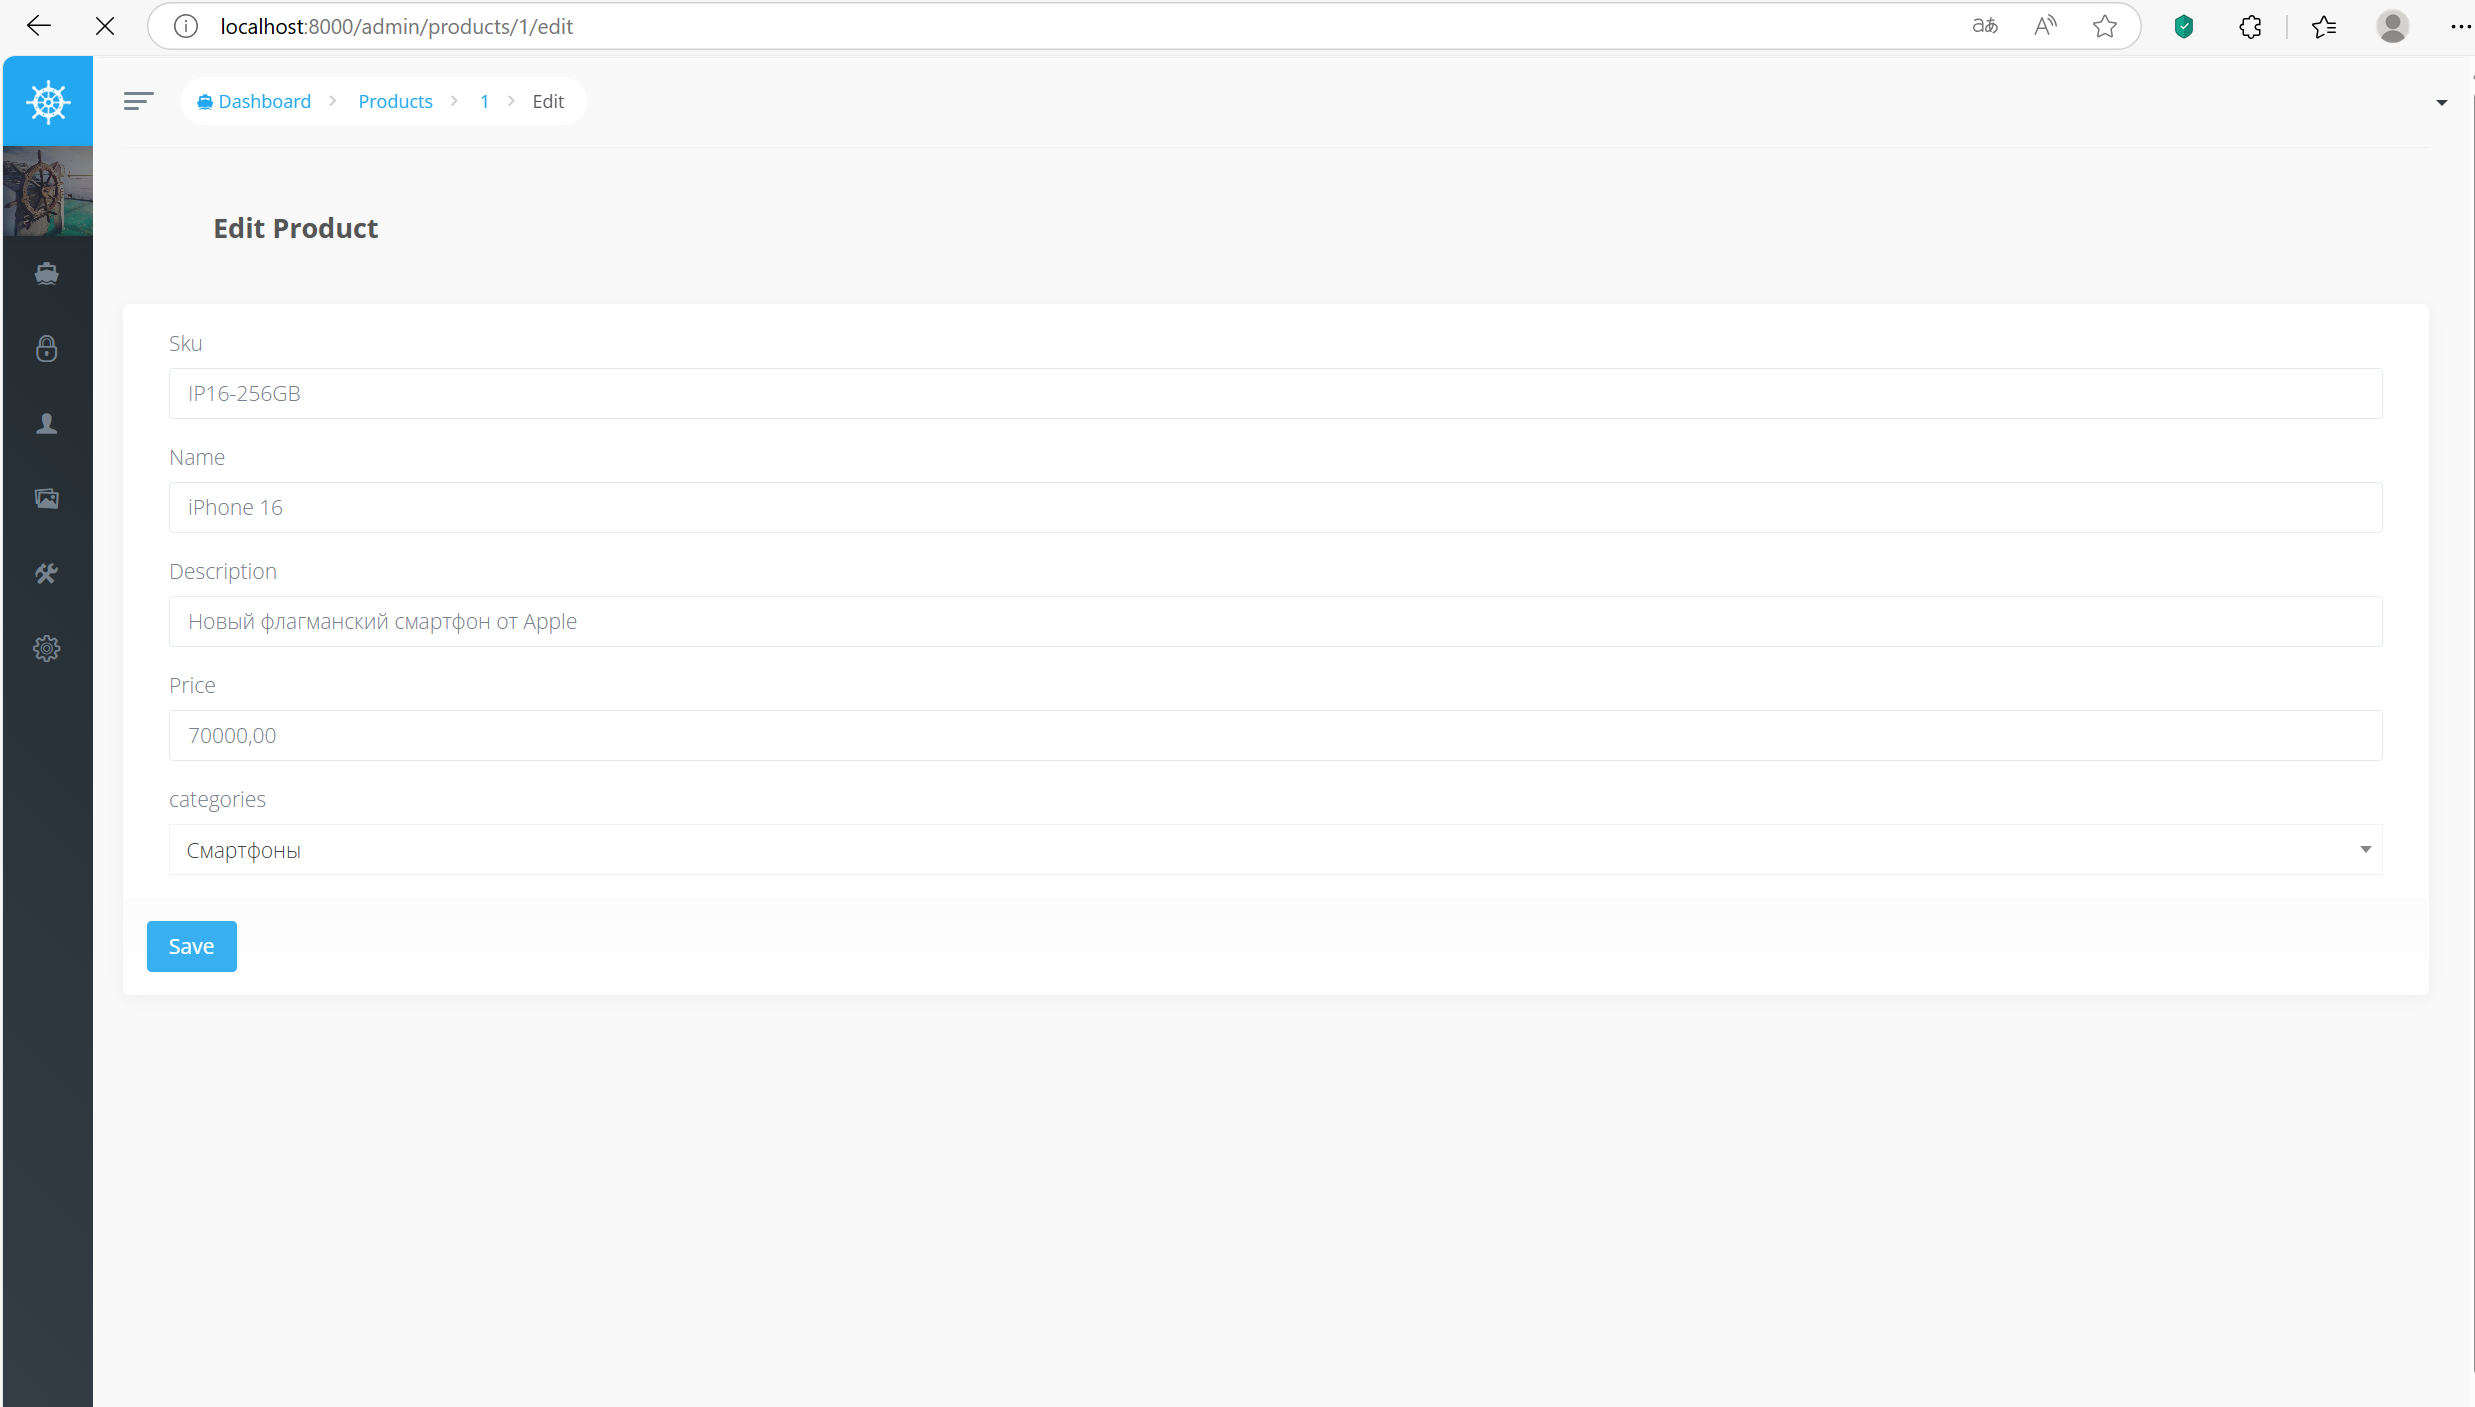 localhost:8000/admin/products/1/edit
Dashboard > Products > 1 > Edit
Edit Product
Sku
IP16-256GB
Name
iPhone 16
Description
Новый флагманский смартфон от Apple
Price
70000,00
categories
Смартфоны
Save